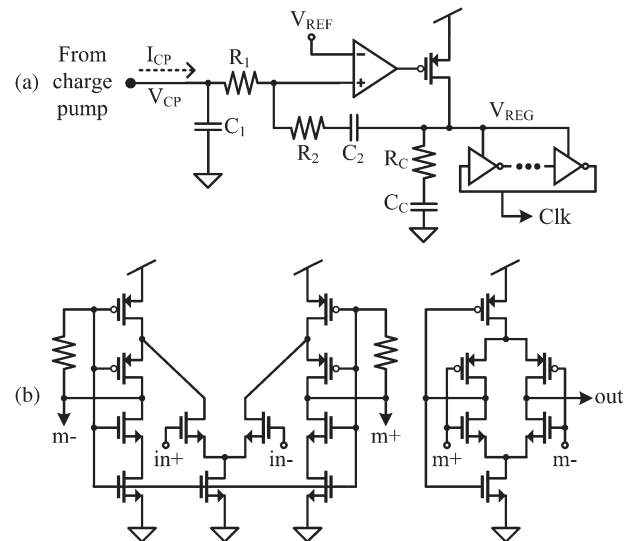 V_REF
From
charge
pump
I_CP
V_CP
R_1
C_1
−
+
R_2
C_2
V_REG
R_C
C_C
Clk
(a)
(b)
m-
in+
in-
m+
m+
m-
out